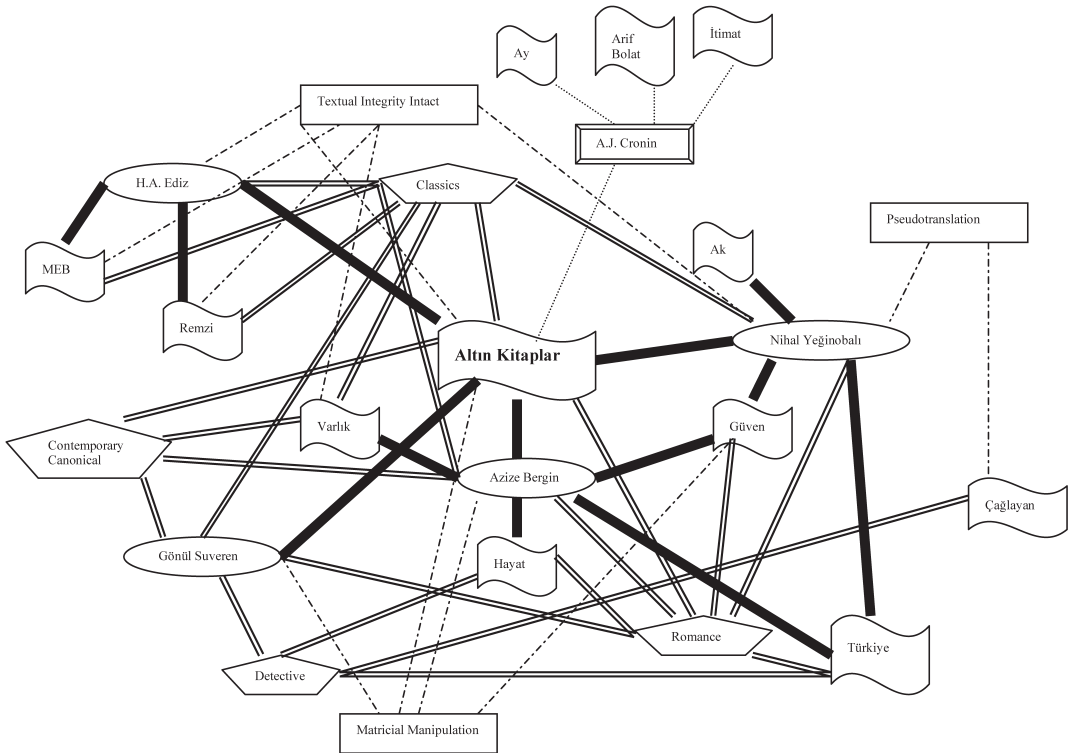 Ay
Arif
Bolat
İtimat
Textual Integrity Intact
A.J. Cronin
H.A. Ediz
Classics
Pseudotranslation
MEB
Ak
Remzi
Altın Kitaplar
Nihal Yeğinobalı
Varlık
Güven
Contemporary
Canonical
Azize Bergin
Çağlayan
Gönül Suveren
Hayat
Romance
Türkiye
Detective
Matricial Manipulation